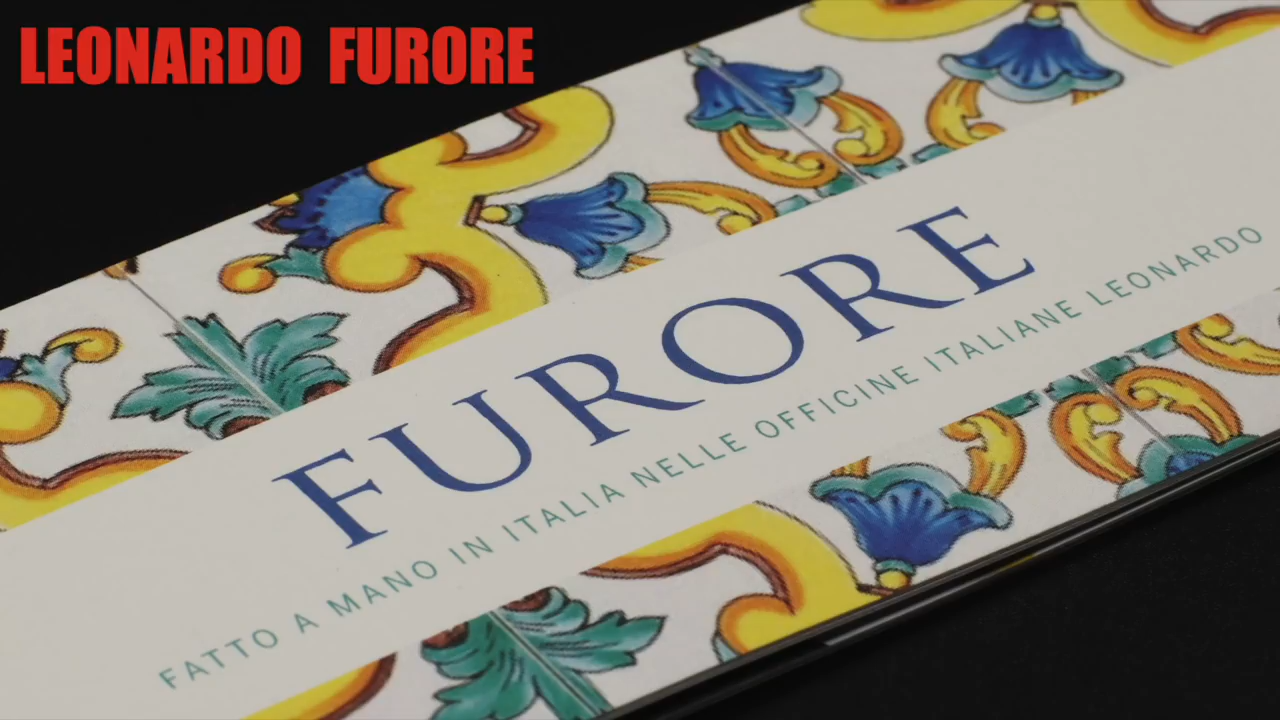 LEONARDO FURORE
FURORE
FATTO A MANO IN ITALIA NELLE OFFICINE ITALIANE LEONARDO